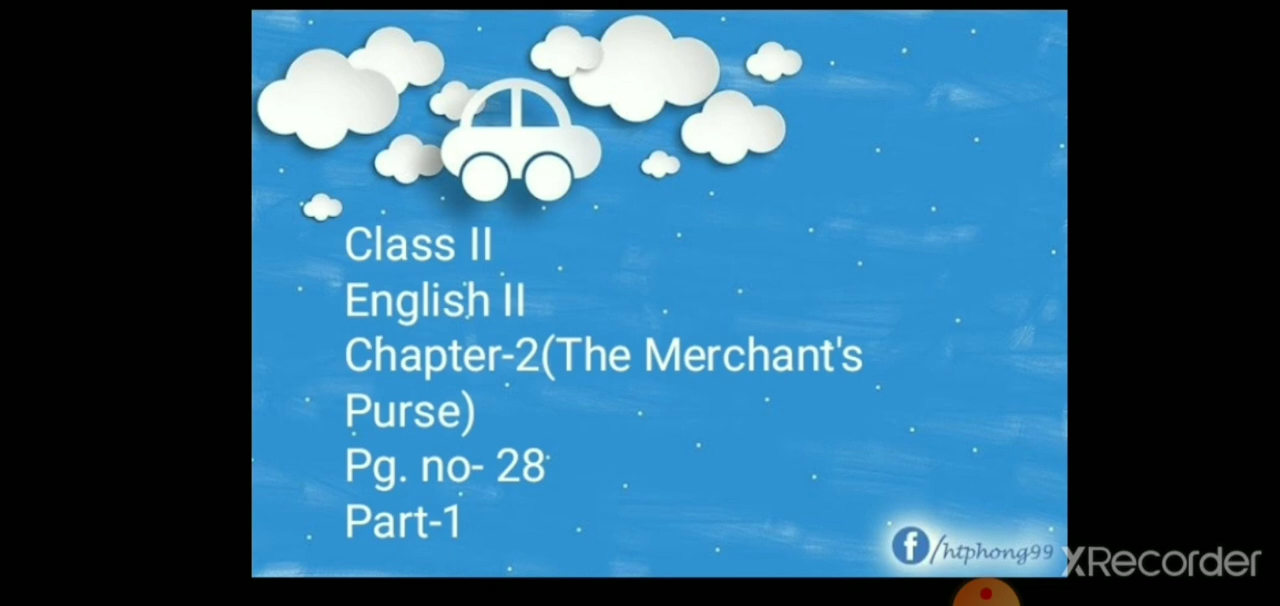 Class II
English II
Chapter-2(The Merchant's
Purse)
Pg. no- 28
Part-1
f/htphong99
XRecorder